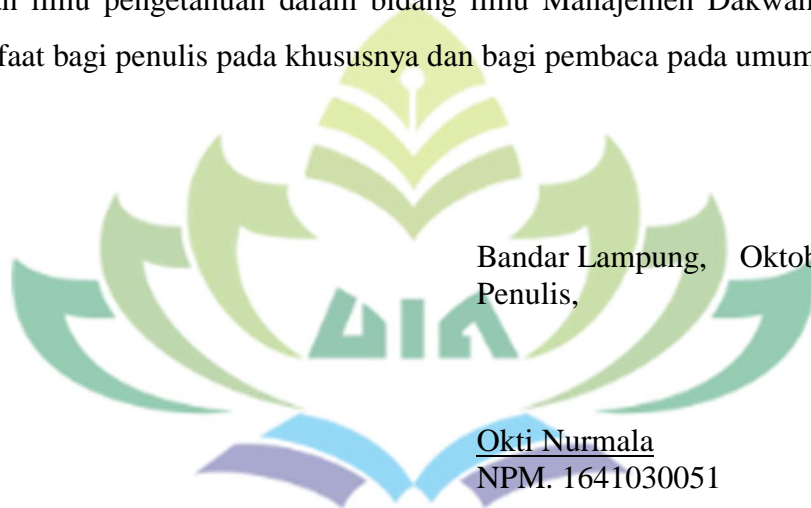 ilmu pengetahuan dalam bidang ilmu Manajemen Dakwah
faat bagi penulis pada khususnya dan bagi pembaca pada umum
Bandar Lampung, Oktob
Penulis,
UIN
Okti Nurmala
NPM. 1641030051